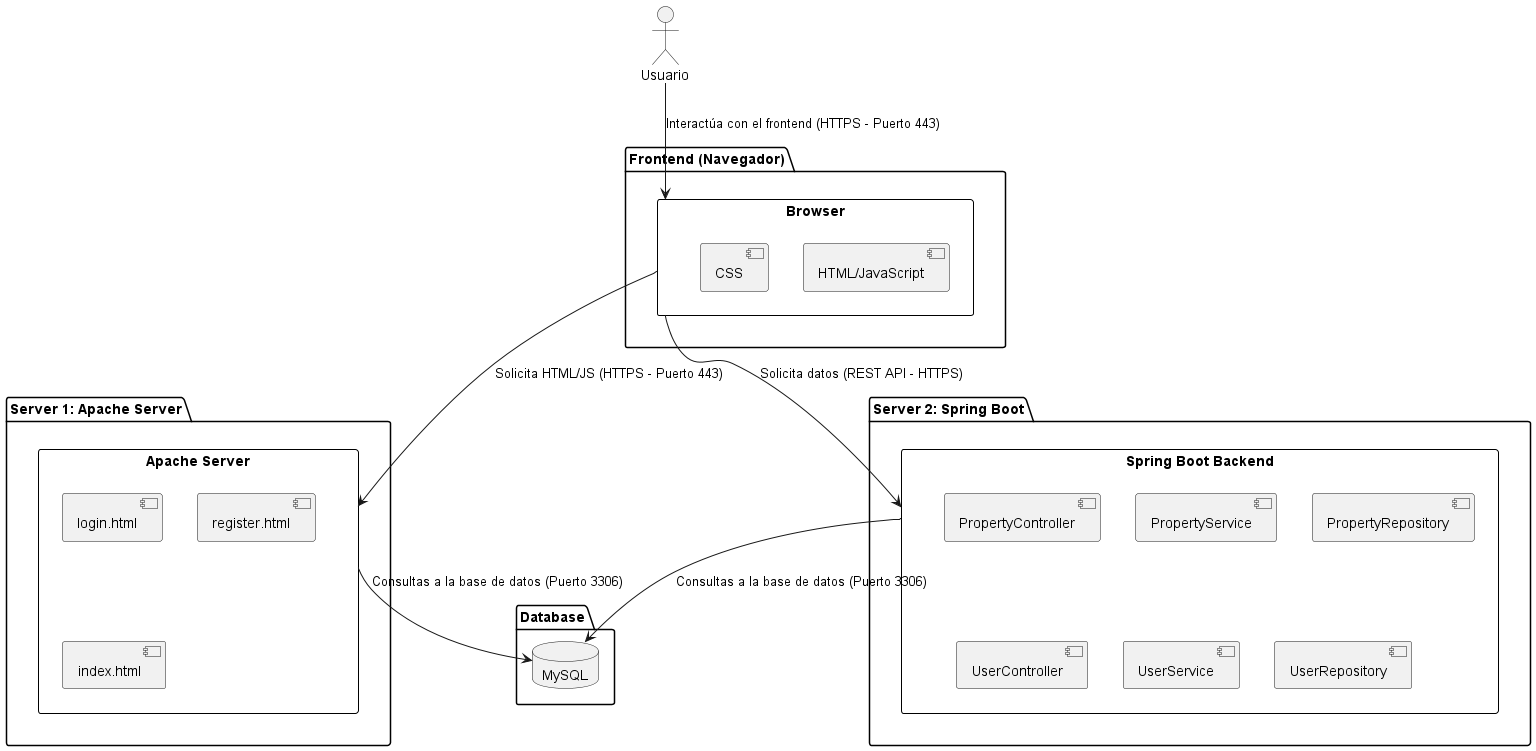 Usuario
Interactúa con el frontend (HTTPS - Puerto 443)
Frontend (Navegador)
Browser
CSS
HTML/JavaScript
Solicita HTML/JS (HTTPS - Puerto 443)
Solicita datos (REST API - HTTPS)
Server 1: Apache Server
Apache Server
login.html
register.html
index.html
Server 2: Spring Boot
Spring Boot Backend
PropertyController
PropertyService
PropertyRepository
UserController
UserService
UserRepository
Consultas a la base de datos (Puerto 3306)
Consultas a la base de datos (Puerto 3306)
Database
MySQL